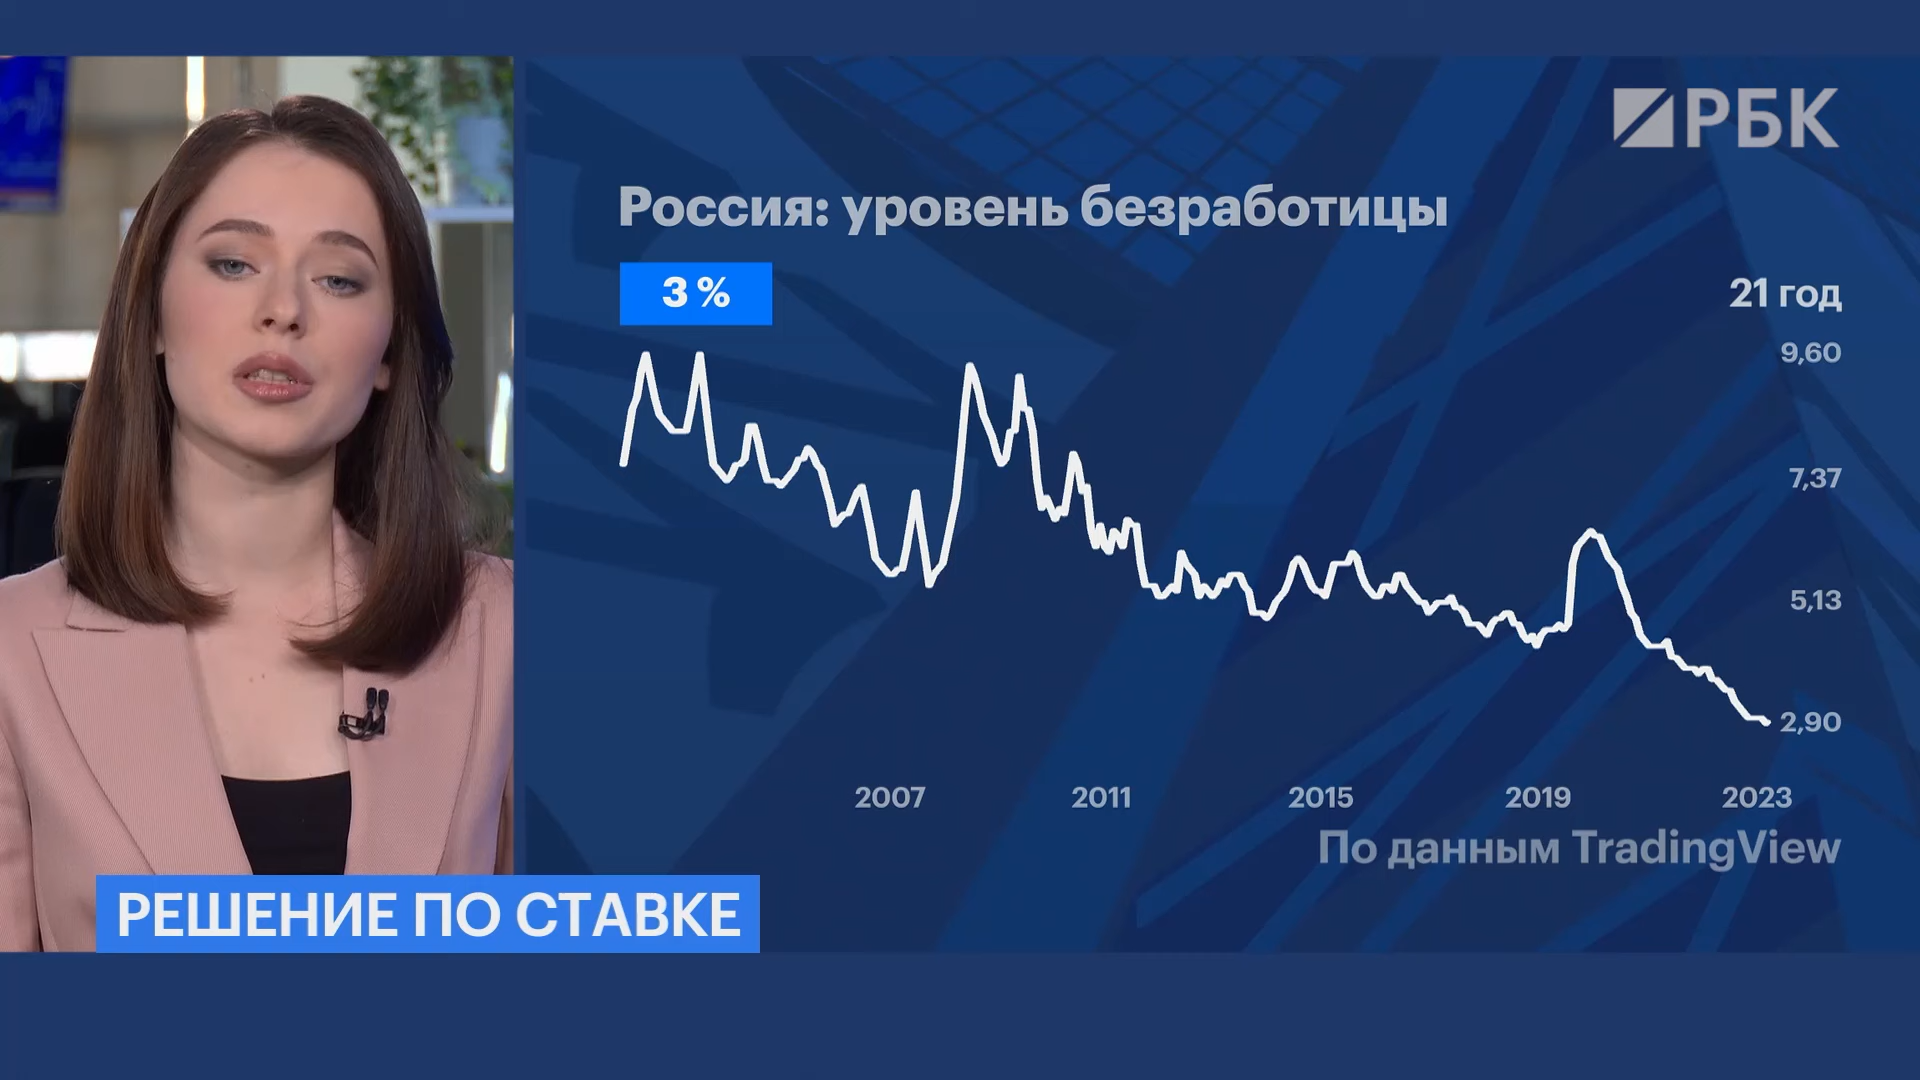 РБК
Россия: уровень безработицы
3 %
21 год
9,60
7,37
5,13
2,90
2007
2011
2015
2019
2023
По данным TradingView
РЕШЕНИЕ ПО СТАВКЕ